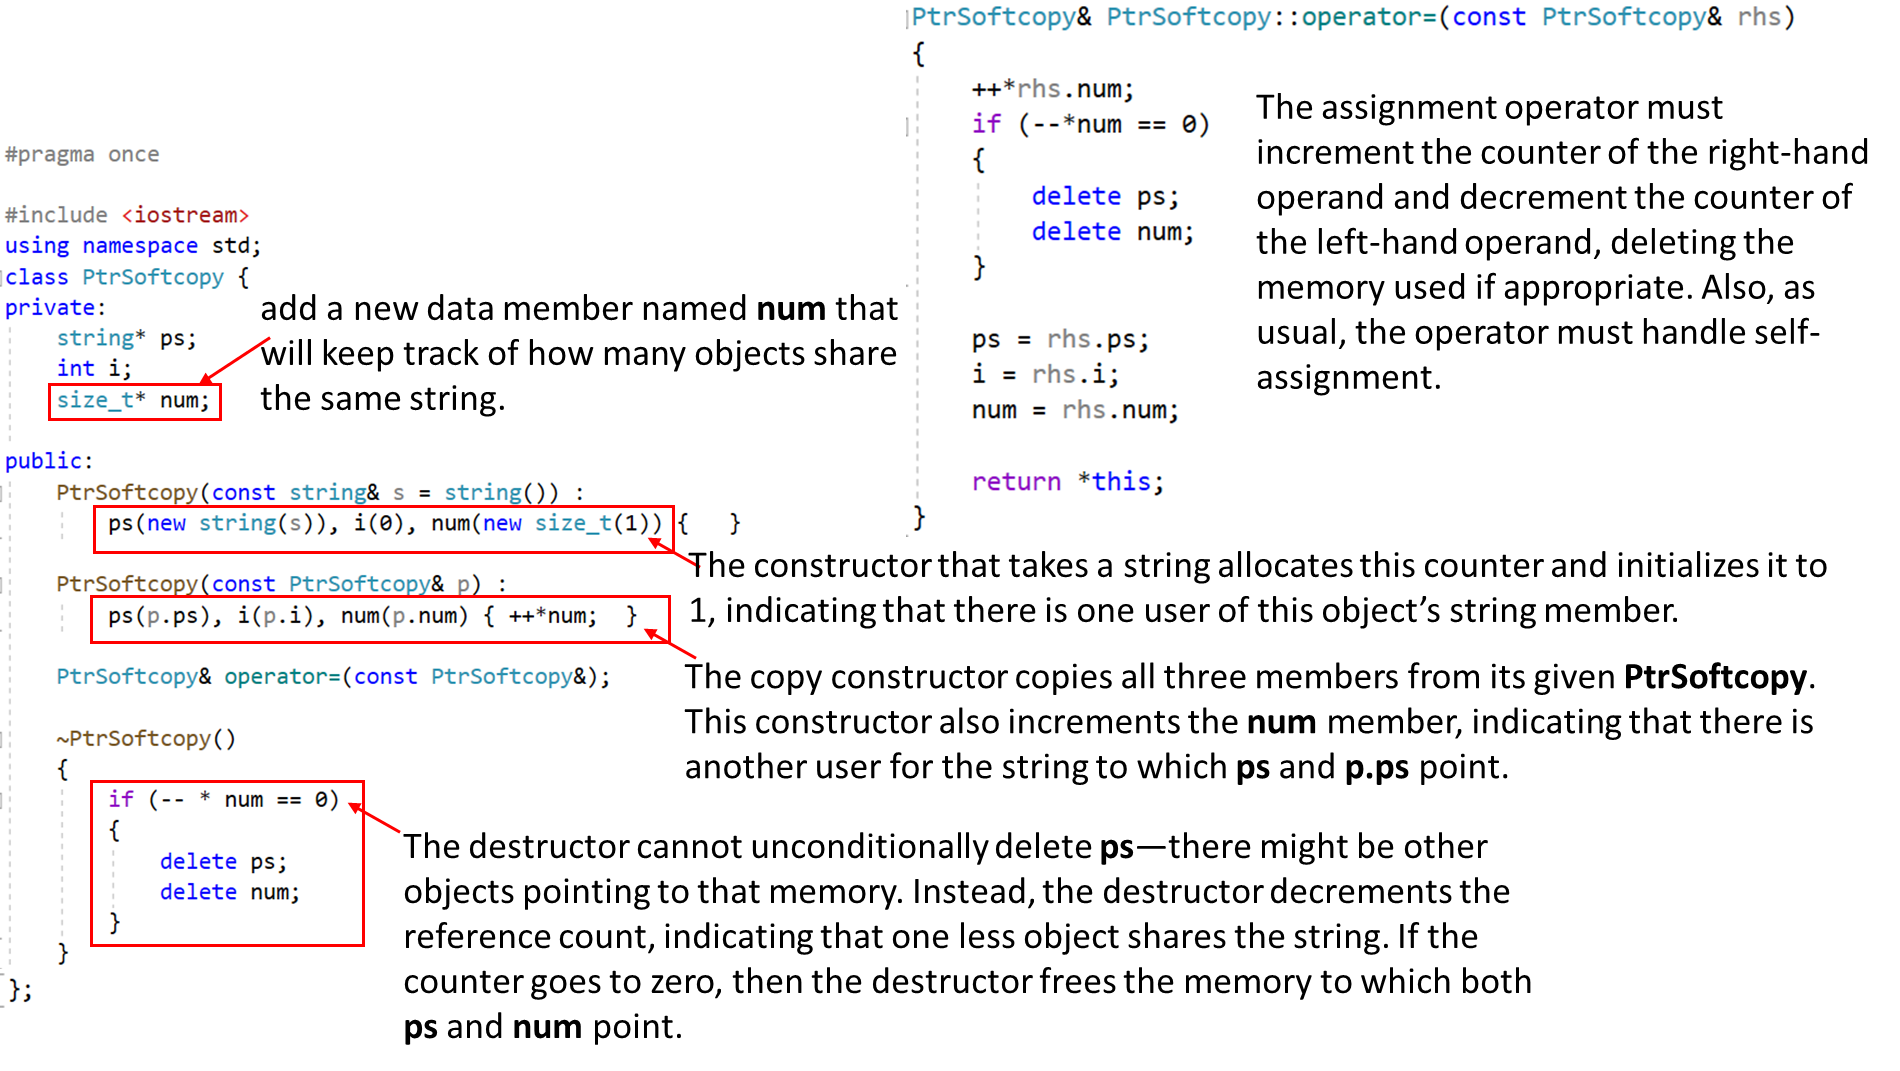 #pragma once
#include <iostream>
using namespace std;
class PtrSoftcopy {
private:
string* ps;
int i;
size_t* num;
add a new data member named num that
will keep track of how many objects share
the same string.
public:
PtrSoftcopy(const string& s = string()) :
ps(new string(s)), i(0), num(new size_t(1)) {   }
The constructor that takes a string allocates this counter and initializes it to
1, indicating that there is one user of this object’s string member.
PtrSoftcopy(const PtrSoftcopy& p) :
ps(p.ps), i(p.i), num(p.num) { ++*num;  }
The copy constructor copies all three members from its given PtrSoftcopy.
This constructor also increments the num member, indicating that there is
another user for the string to which ps and p.ps point.
PtrSoftcopy& operator=(const PtrSoftcopy&);
~PtrSoftcopy()
{
if (-- * num == 0)
{
delete ps;
delete num;
}
}
};
The destructor cannot unconditionally delete ps—there might be other
objects pointing to that memory. Instead, the destructor decrements the
reference count, indicating that one less object shares the string. If the
counter goes to zero, then the destructor frees the memory to which both
ps and num point.
PtrSoftcopy& PtrSoftcopy::operator=(const PtrSoftcopy& rhs)
{
++*rhs.num;
if (--*num == 0)
{
delete ps;
delete num;
}
ps = rhs.ps;
i = rhs.i;
num = rhs.num;
return *this;
}
The assignment operator must
increment the counter of the right-hand
operand and decrement the counter of
the left-hand operand, deleting the
memory used if appropriate. Also, as
usual, the operator must handle self-
assignment.